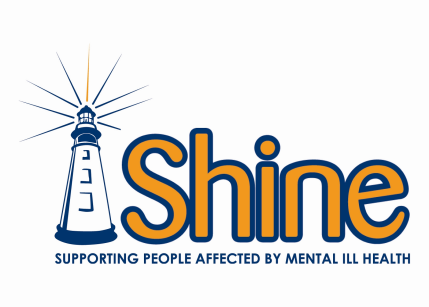 Shine
SUPPORTING PEOPLE AFFECTED BY MENTAL ILL HEALTH